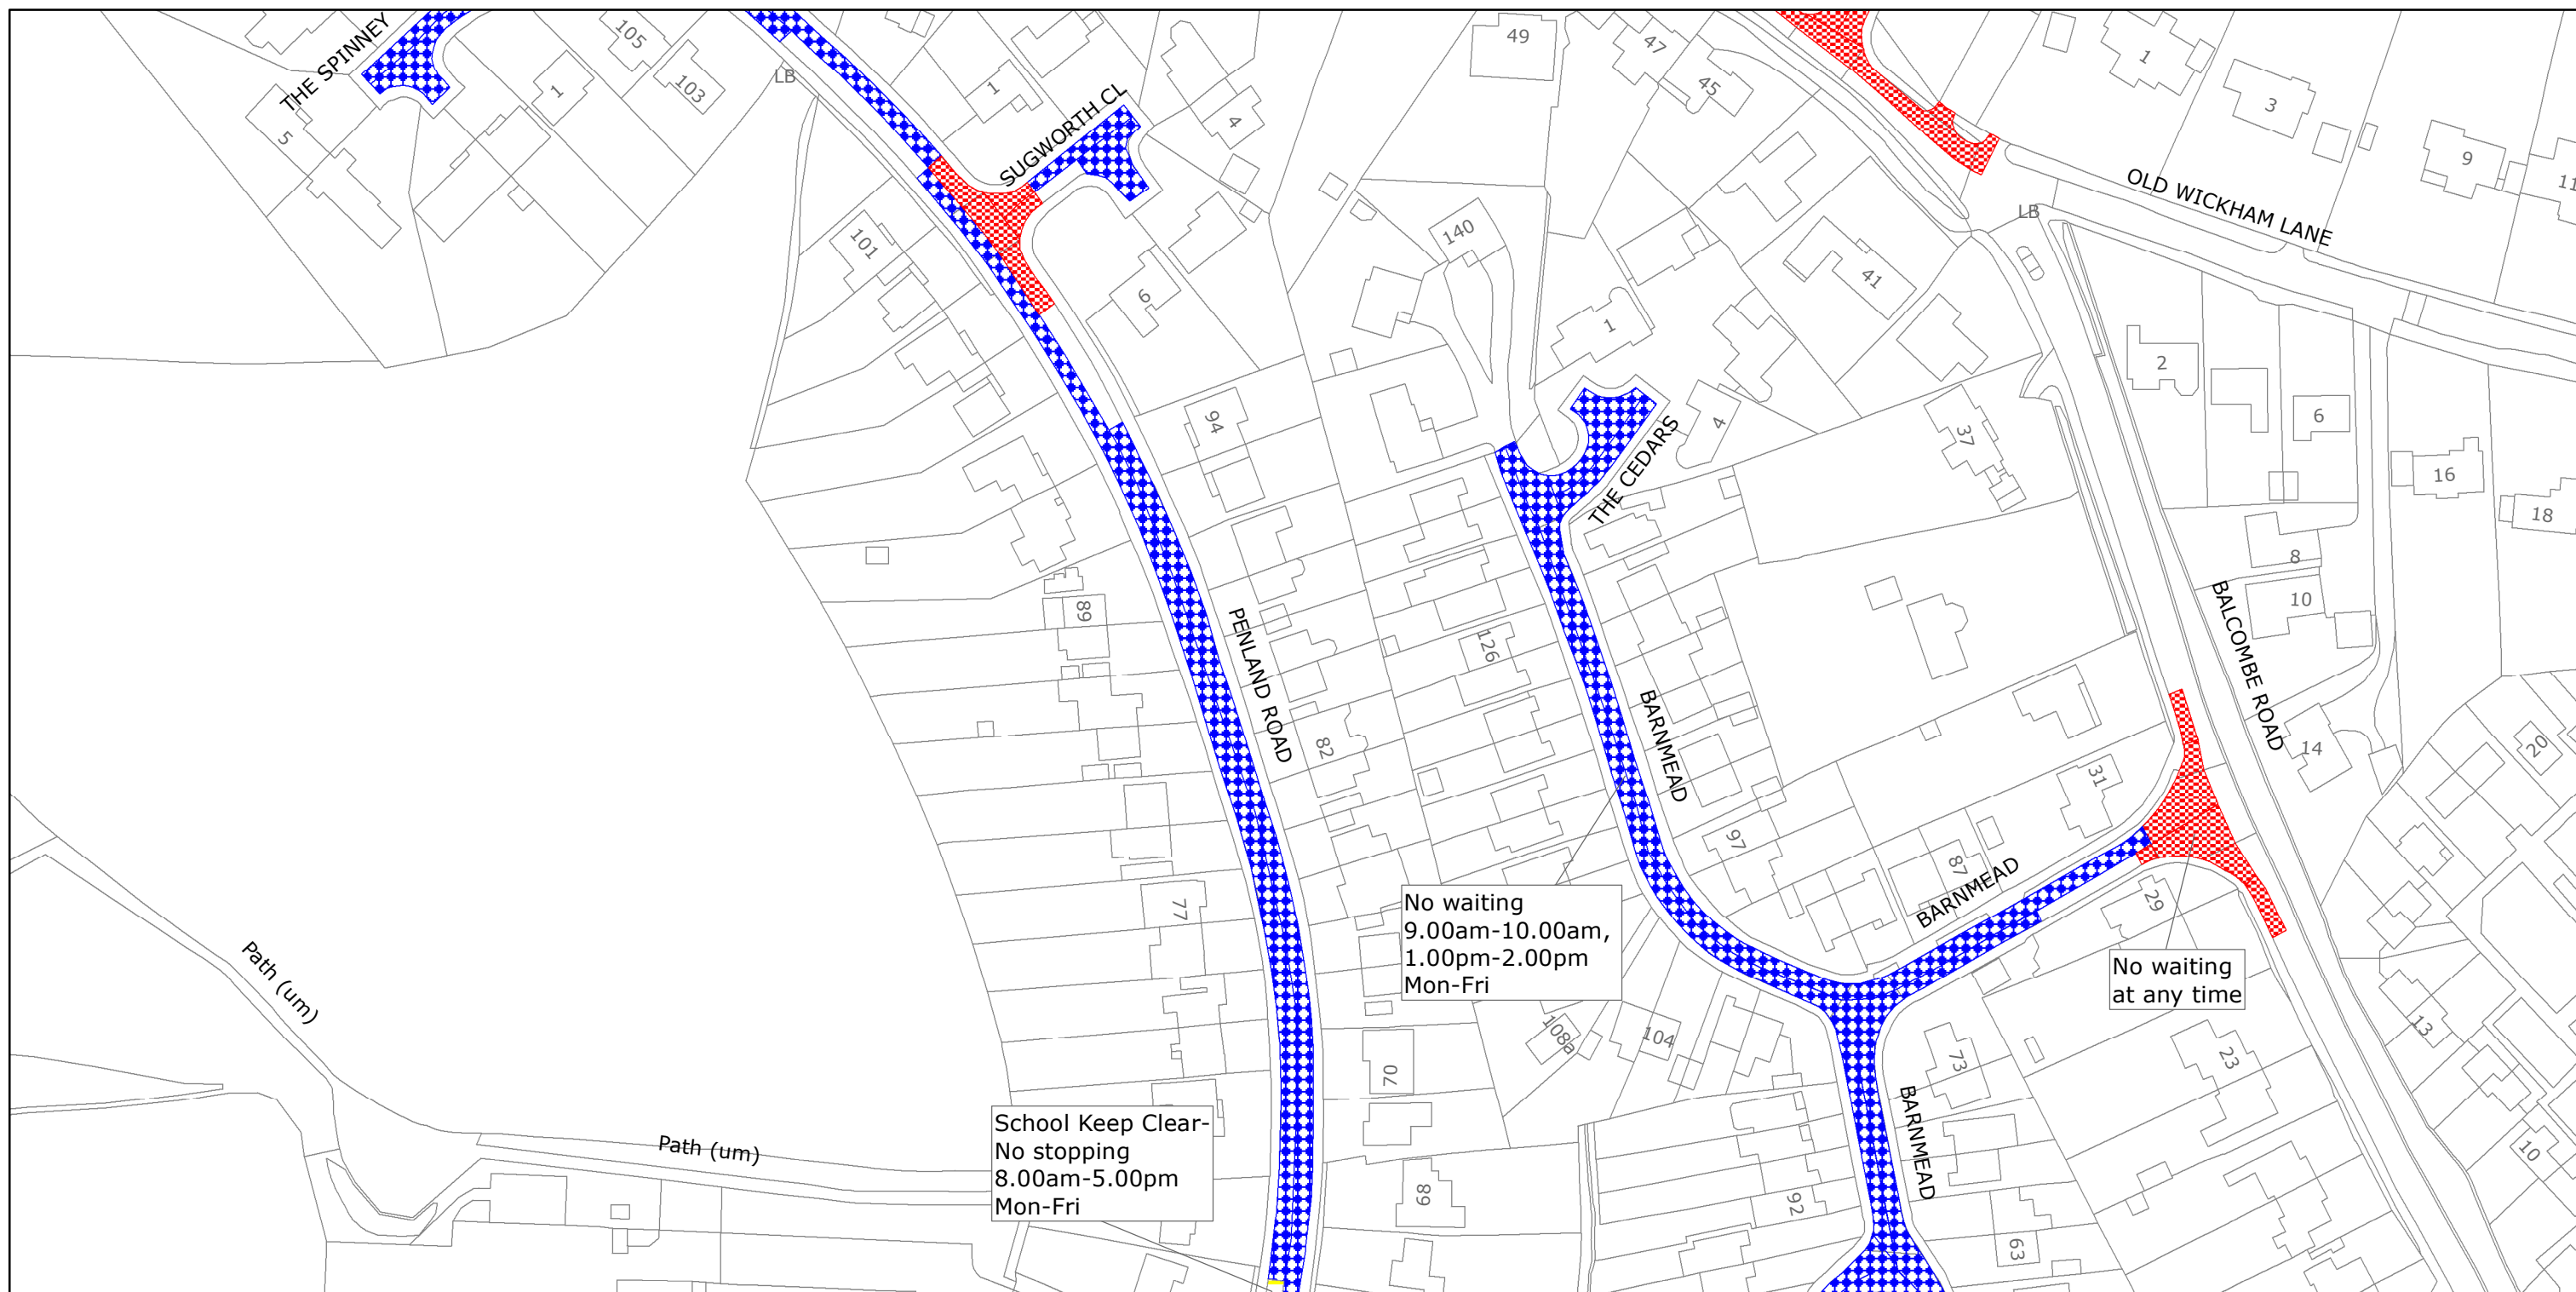 THE SPINNEY
105
103
1
5
LB
1
SUGWORTH CL
4
101
6
49
47
45
1
3
9
11
OLD WICKHAM LANE
LB
140
41
1
2
6
16
18
94
4
37
THE CEDARS
8
10
89
PENLAND ROAD
126
BARNMEAD
BALCOMBE ROAD
82
14
20
31
97
87
BARNMEAD
29
77
No waiting
9.00am-10.00am,
1.00pm-2.00pm
Mon-Fri
No waiting
at any time
Path (um)
108a
104
13
70
73
23
BARNMEAD
School Keep Clear-
No stopping
8.00am-5.00pm
Mon-Fri
Path (um)
68
92
63
10